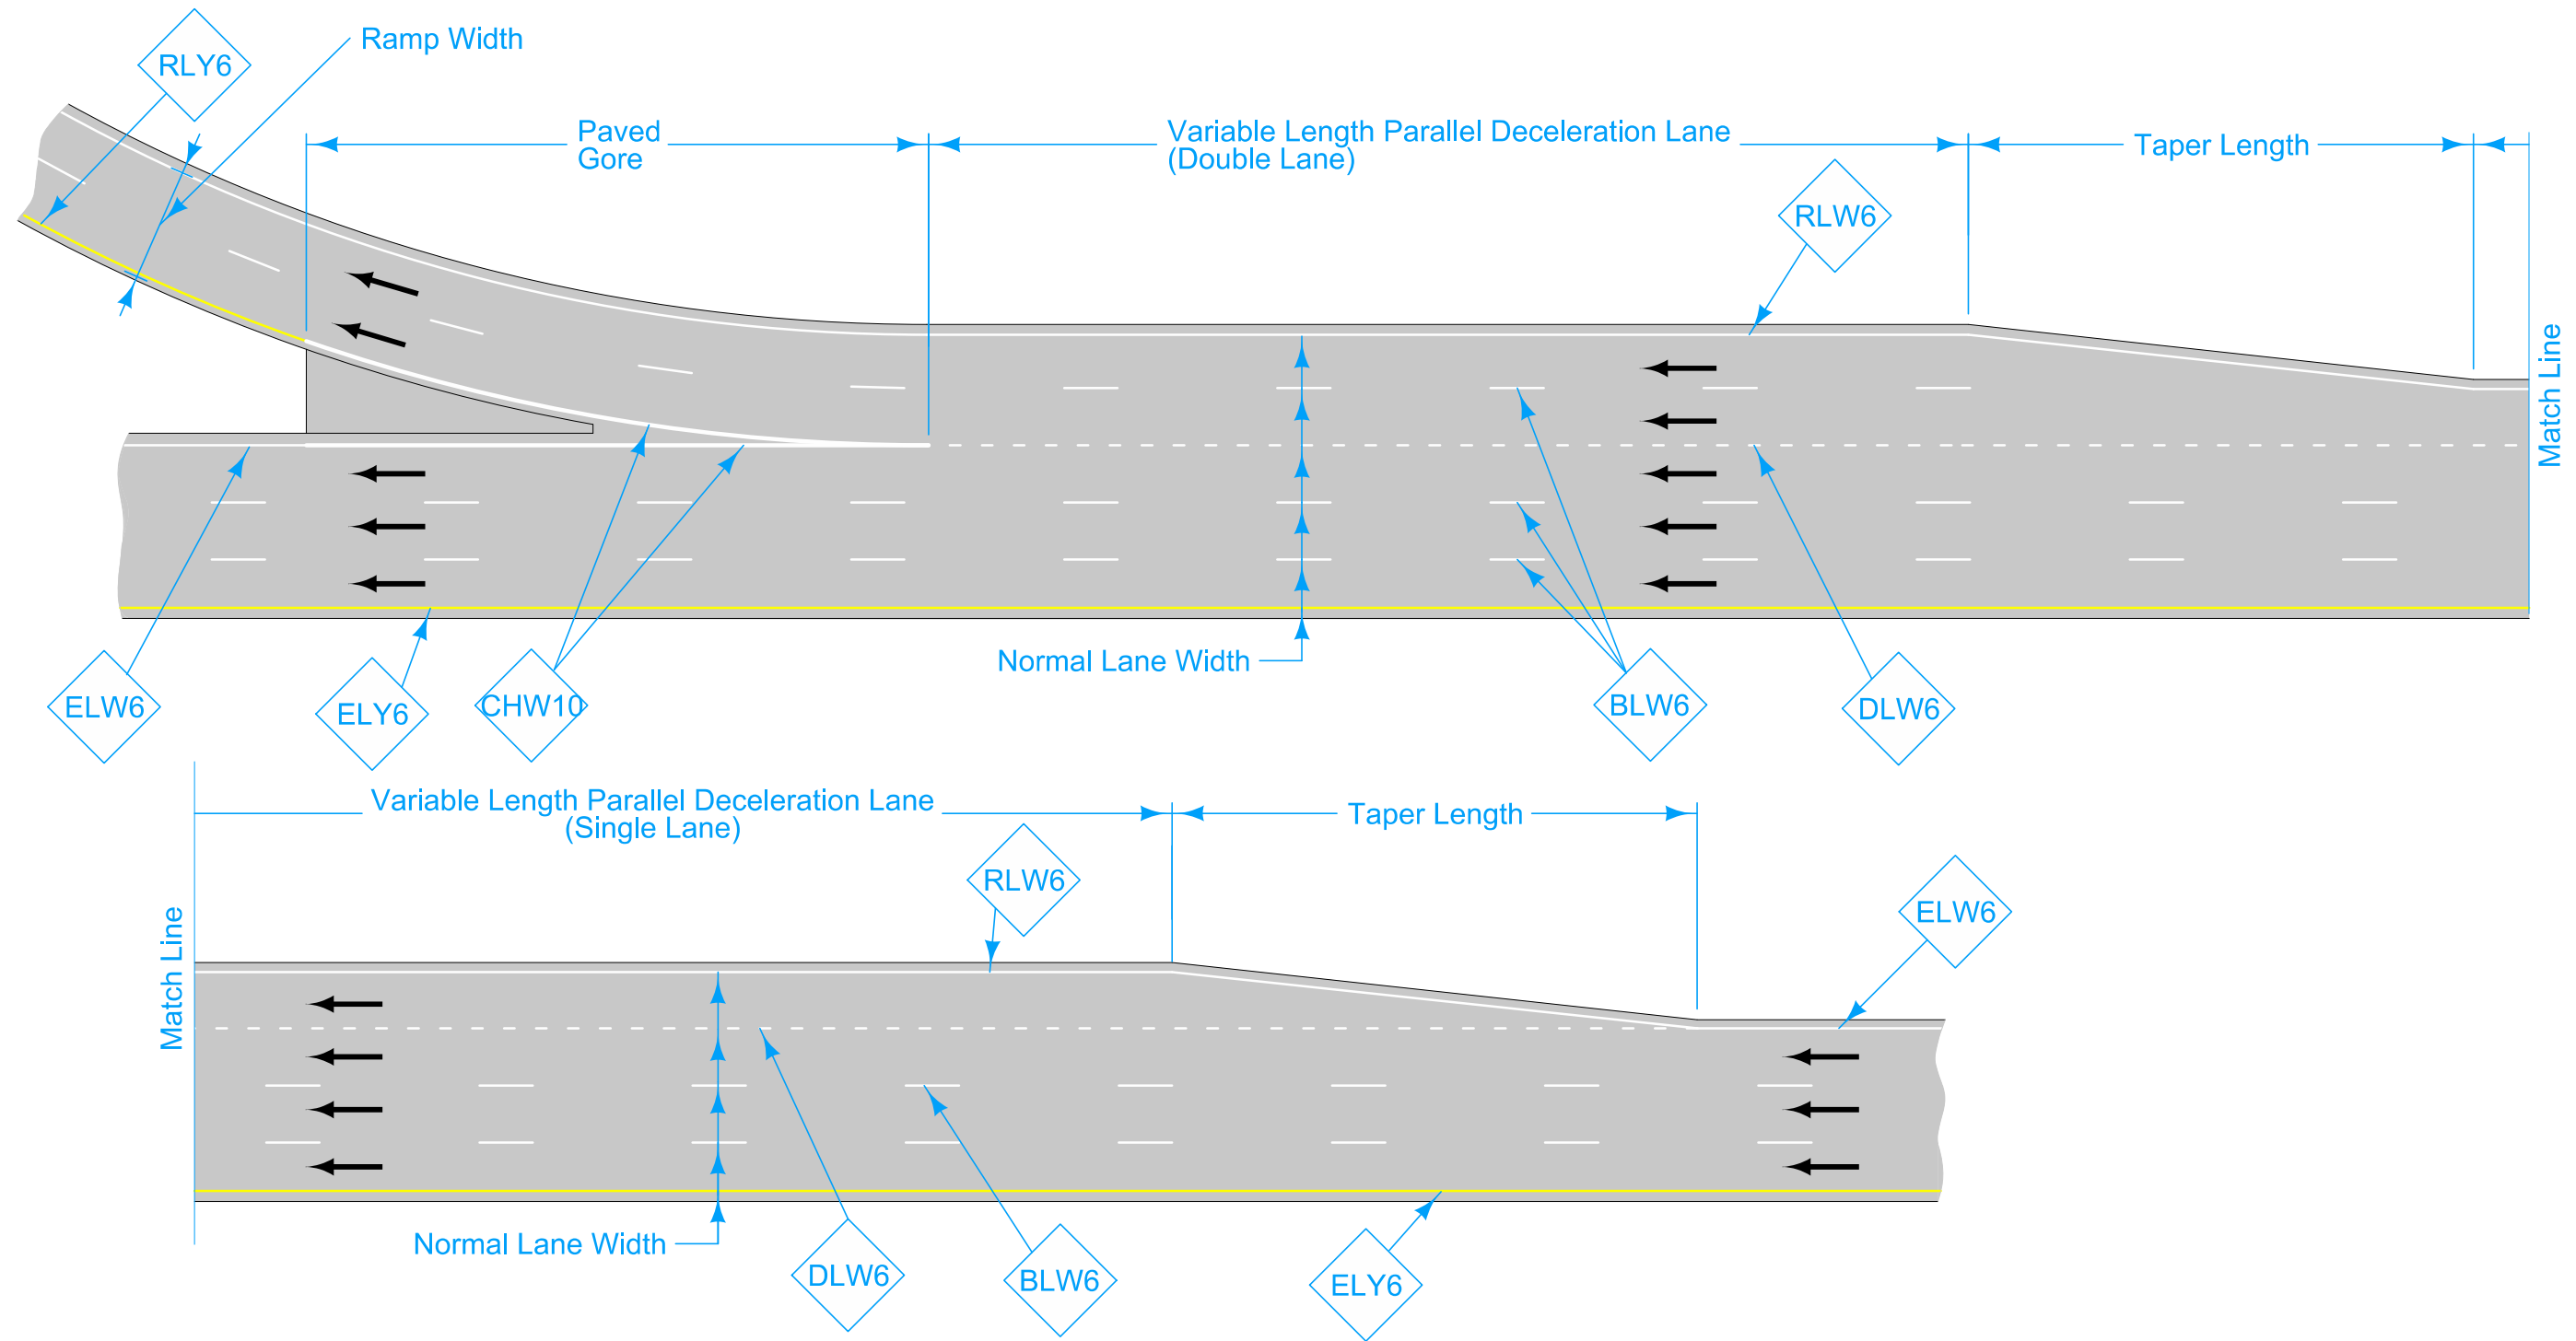 RLY6
Ramp Width
Paved
Gore
Variable Length Parallel Deceleration Lane
(Double Lane)
Taper Length
RLW6
Match Line
Normal Lane Width
ELW6
ELY6
CHW10
BLW6
DLW6
Variable Length Parallel Deceleration Lane
(Single Lane)
Taper Length
RLW6
ELW6
Match Line
Normal Lane Width
DLW6
BLW6
ELY6